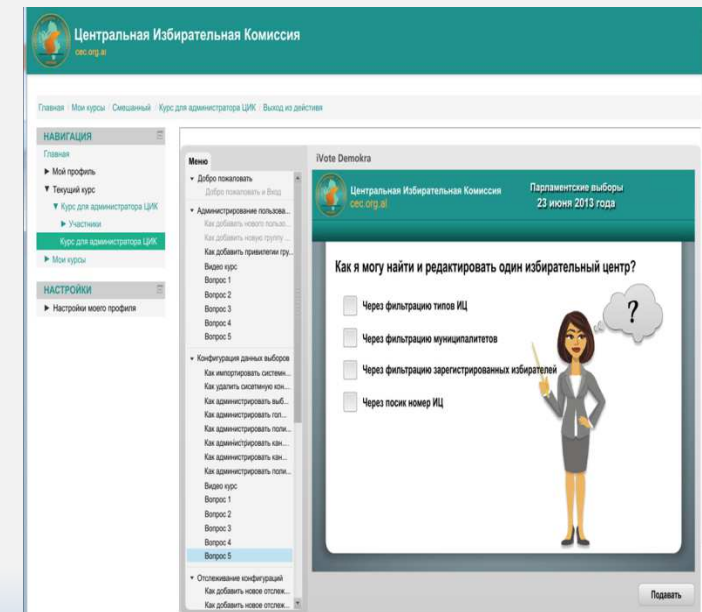 Центральная Избирательная Комиссия
cec.org.al
Главная / Мои курсы / Смешанный / Курс для администратора ЦИК / Выход из действия
НАВИГАЦИЯ
Главная
Мой профиль
Текущий курс
Курс для администратора ЦИК
Участники
Курс для администратора ЦИК
Мои курсы
НАСТРОЙКИ
Настройки моего профиля
Меню
Добро пожаловать
Добро пожаловать и Вход
Администрирование пользова...
Как добавить нового пользо...
Как добавить новую группу ...
Как добавить привилегии гру...
Видео курс
Вопрос 1
Вопрос 2
Вопрос 3
Вопрос 4
Вопрос 5
Конфигурация данных выборов
Как импортировать системн...
Как удалить сисетмную кон...
Как администрировать выб...
Как администрировать гол...
Как администрировать поли...
Как администрировать кан...
Как администрировать кан...
Как администрировать поли...
Видео курс
Вопрос 1
Вопрос 2
Вопрос 3
Вопрос 4
Вопрос 5
Отслеживание конфигураций
Как добавить новое отслеж...
Как добавить новое отслеж...
iVote Demokra
Центральная Избирательная Комиссия
cec.org.al
Парламентские выборы
23 июня 2013 года
Как я могу найти и редактировать один избирательный центр?
?
Через фильтрацию типов ИЦ
Через фильтрацию муниципалитетов
Через фильтрацию зарегистрированных избирателей
Через посик номер ИЦ
Подавать